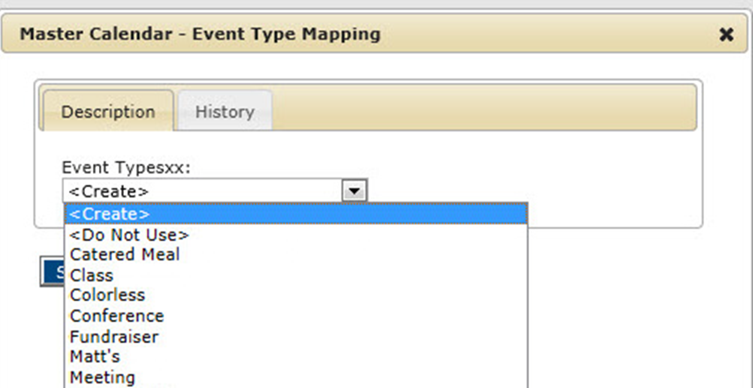 Master Calendar - Event Type Mapping
Description History
Event Typesxx:
<Create>
<Create>
<Do Not Use>
Catered Meal
Class
Colorless
Conference
Fundraiser
Matt's
Meeting